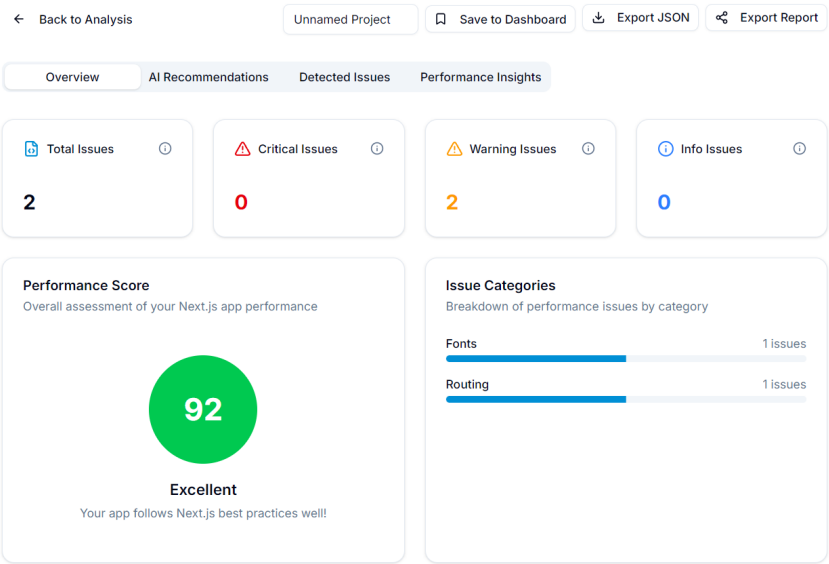 Back to Analysis
Unnamed Project
Save to Dashboard
Export JSON
Export Report
Overview
AI Recommendations
Detected Issues
Performance Insights
Total Issues
2
Critical Issues
0
Warning Issues
2
Info Issues
0
Performance Score
Overall assessment of your Next.js app performance
92
Excellent
Your app follows Next.js best practices well!
Issue Categories
Breakdown of performance issues by category
Fonts 1 issues
Routing 1 issues